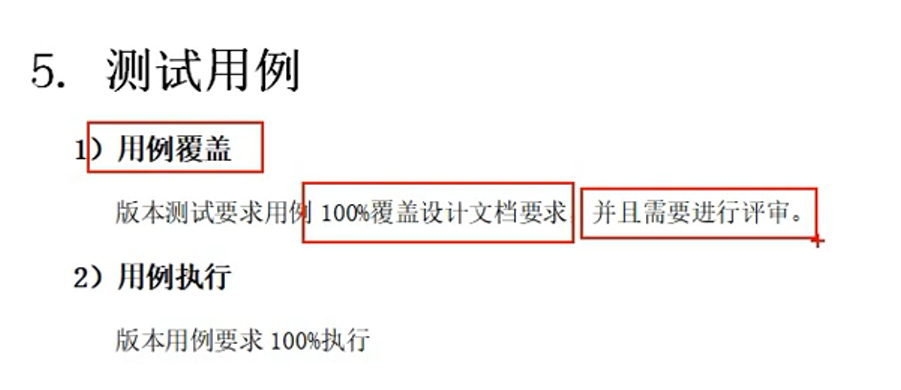 5. 测试用例
1）用例覆盖
版本测试要求用例 100%覆盖设计文档要求 并且需要进行评审。
2）用例执行
版本用例要求 100%执行